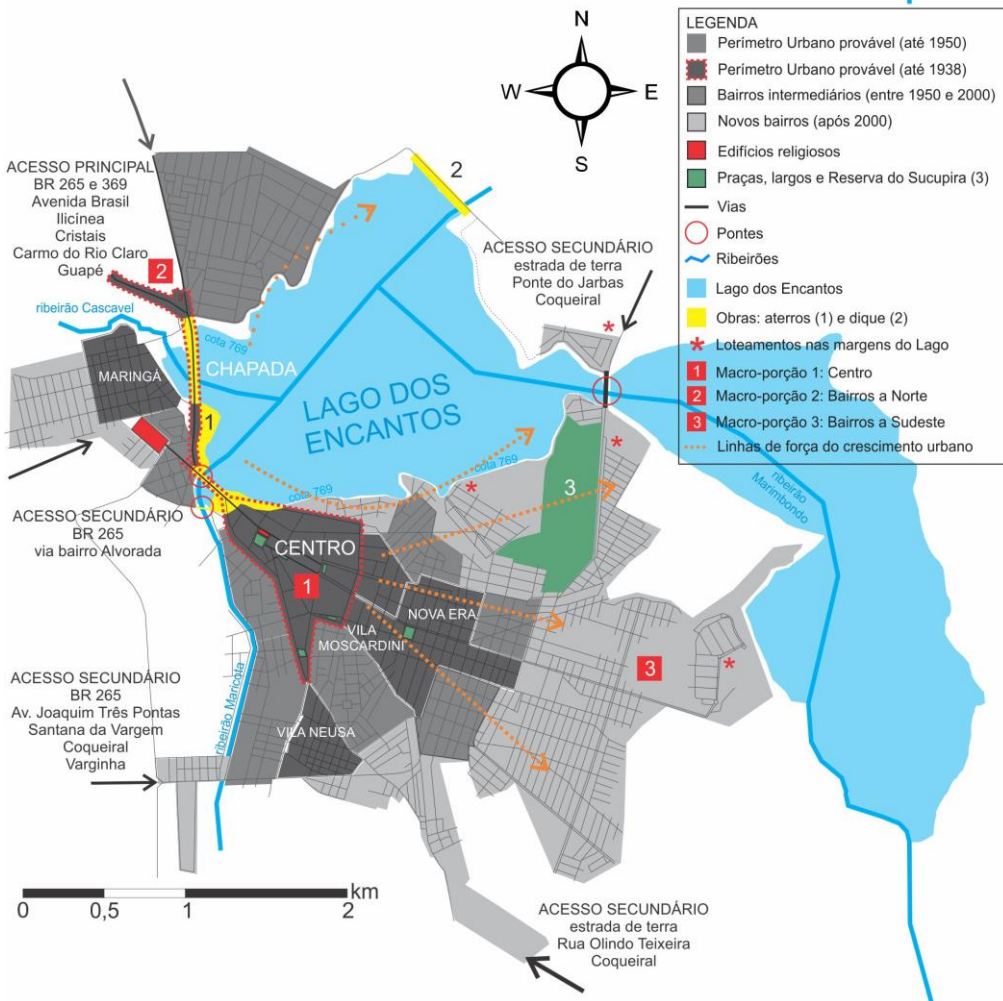 N
W
E
S
LEGENDA
Perímetro Urbano provável (até 1950)
Perímetro Urbano provável (até 1938)
Bairros intermediários (entre 1950 e 2000)
Novos bairros (após 2000)
Edifícios religiosos
Praças, largos e Reserva do Sucupira (3)
Vias
Pontes
Ribeirões
Lago dos Encantos
Obras: aterros (1) e dique (2)
Loteamentos nas margens do Lago
1 Macro-porção 1: Centro
2 Macro-porção 2: Bairros a Norte
3 Macro-porção 3: Bairros a Sudeste
Linhas de força do crescimento urbano
ACESSO PRINCIPAL
BR 265 e 369
Avenida Brasil
Ilicínea
Cristais
Carmo do Rio Claro
Guapé
2
2
ACESSO SECUNDÁRIO
estrada de terra
Ponte do Jarbas
Coqueiral
ribeirão Cascavel
cota 769
CHAPADA
MARINGÁ
1
LAGO DOS
ENCANTOS
cota 769
cota 769
3
ribeirão
Marimbondo
ACESSO SECUNDÁRIO
BR 265
via bairro Alvorada
CENTRO
1
NOVA ERA
VILA
MOSCARDINI
3
ACESSO SECUNDÁRIO
BR 265
Av. Joaquim Três Pontas
Santana da Vargem
Coqueiral
Varginha
ribeirão Maricota
VILA NEUSA
km
0 0,5 1 2
ACESSO SECUNDÁRIO
estrada de terra
Rua Olindo Teixeira
Coqueiral